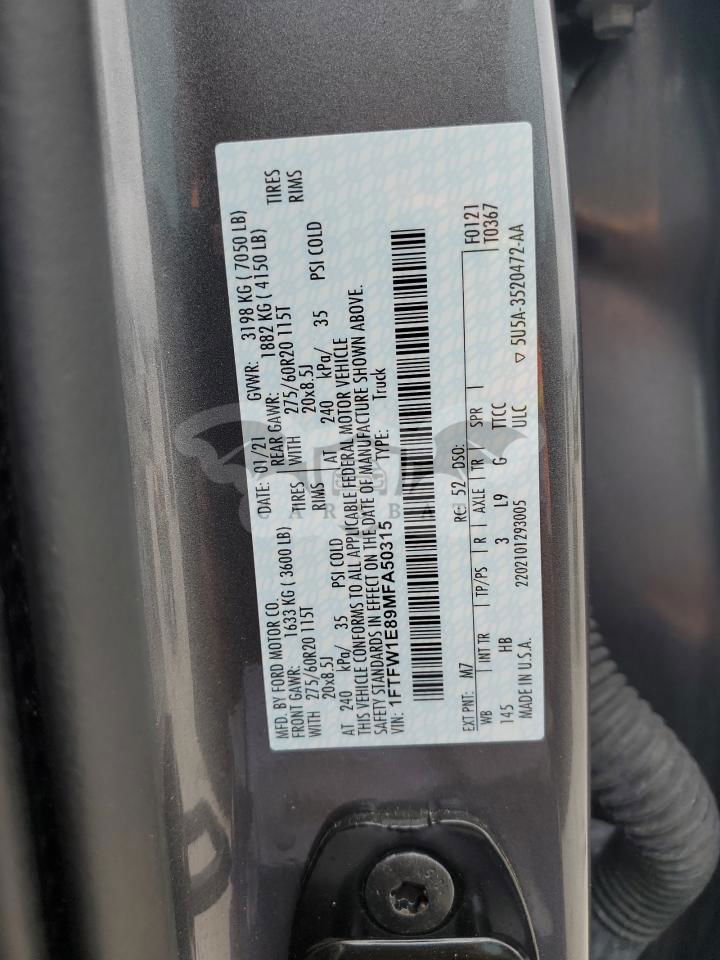 MFD. BY FORD MOTOR CO.
DATE: 01/21 GVWR: 3198 KG ( 7050 LB)
FRONT GAWR: 1633 KG ( 3600 LB) REAR GAWR: 1882 KG ( 4150 LB)
WITH 275/60R20 115T TIRES WITH 275/60R20 115T TIRES
20x8.5J RIMS 20x8.5J RIMS
AT 240 kPa/ 35 PSI COLD AT 240 kPa/ 35 PSI COLD
THIS VEHICLE CONFORMS TO ALL APPLICABLE FEDERAL MOTOR VEHICLE
SAFETY STANDARDS IN EFFECT ON THE DATE OF MANUFACTURE SHOWN ABOVE.
VIN: 1FTFW1E89MFA50315 TYPE: Truck
F0121
EXT PNT: M7 RC: 52 DSO: T0367
WB INT TR TP/PS R AXLE TR SPR
145 HB 3 L9 G TTCC
MADE IN U.S.A. 2202101293005 ULC ▽ 5U5A-3520472-AA